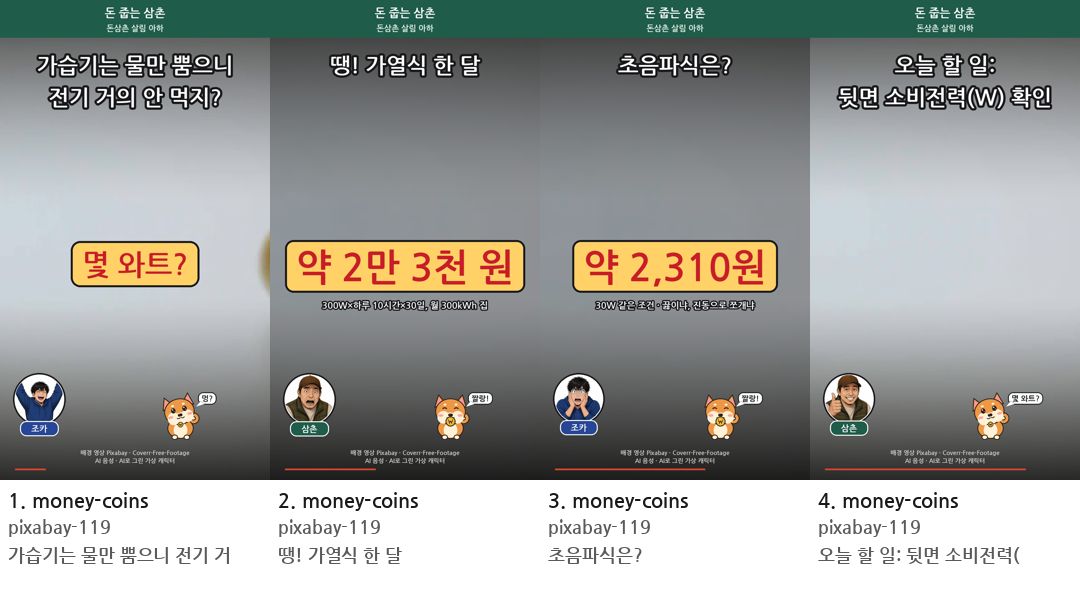 돈 줍는 삼촌
돈삼촌 살림 아하
가습기는 물만 뿜으니
전기 거의 안 먹지?
몇 와트?
조카
멍?
배경 영상 Pixabay · Coverr-Free-Footage
AI 음성 · AI로 그린 가상 캐릭터
1. money-coins
pixabay-119
가습기는 물만 뿜으니 전기 거
돈 줍는 삼촌
돈삼촌 살림 아하
땡! 가열식 한 달
약 2만 3천 원
300W×하루 10시간×30일, 월 300kWh 집
삼촌
짤랑!
배경 영상 Pixabay · Coverr-Free-Footage
AI 음성 · AI로 그린 가상 캐릭터
2. money-coins
pixabay-119
땡! 가열식 한 달
돈 줍는 삼촌
돈삼촌 살림 아하
초음파식은?
약 2,310원
30W 같은 조건 · 끓이냐, 진동으로 쪼개냐
조카
짤랑!
배경 영상 Pixabay · Coverr-Free-Footage
AI 음성 · AI로 그린 가상 캐릭터
3. money-coins
pixabay-119
초음파식은?
돈 줍는 삼촌
돈삼촌 살림 아하
오늘 할 일:
뒷면 소비전력(W) 확인
삼촌
몇 와트?
배경 영상 Pixabay · Coverr-Free-Footage
AI 음성 · AI로 그린 가상 캐릭터
4. money-coins
pixabay-119
오늘 할 일: 뒷면 소비전력(